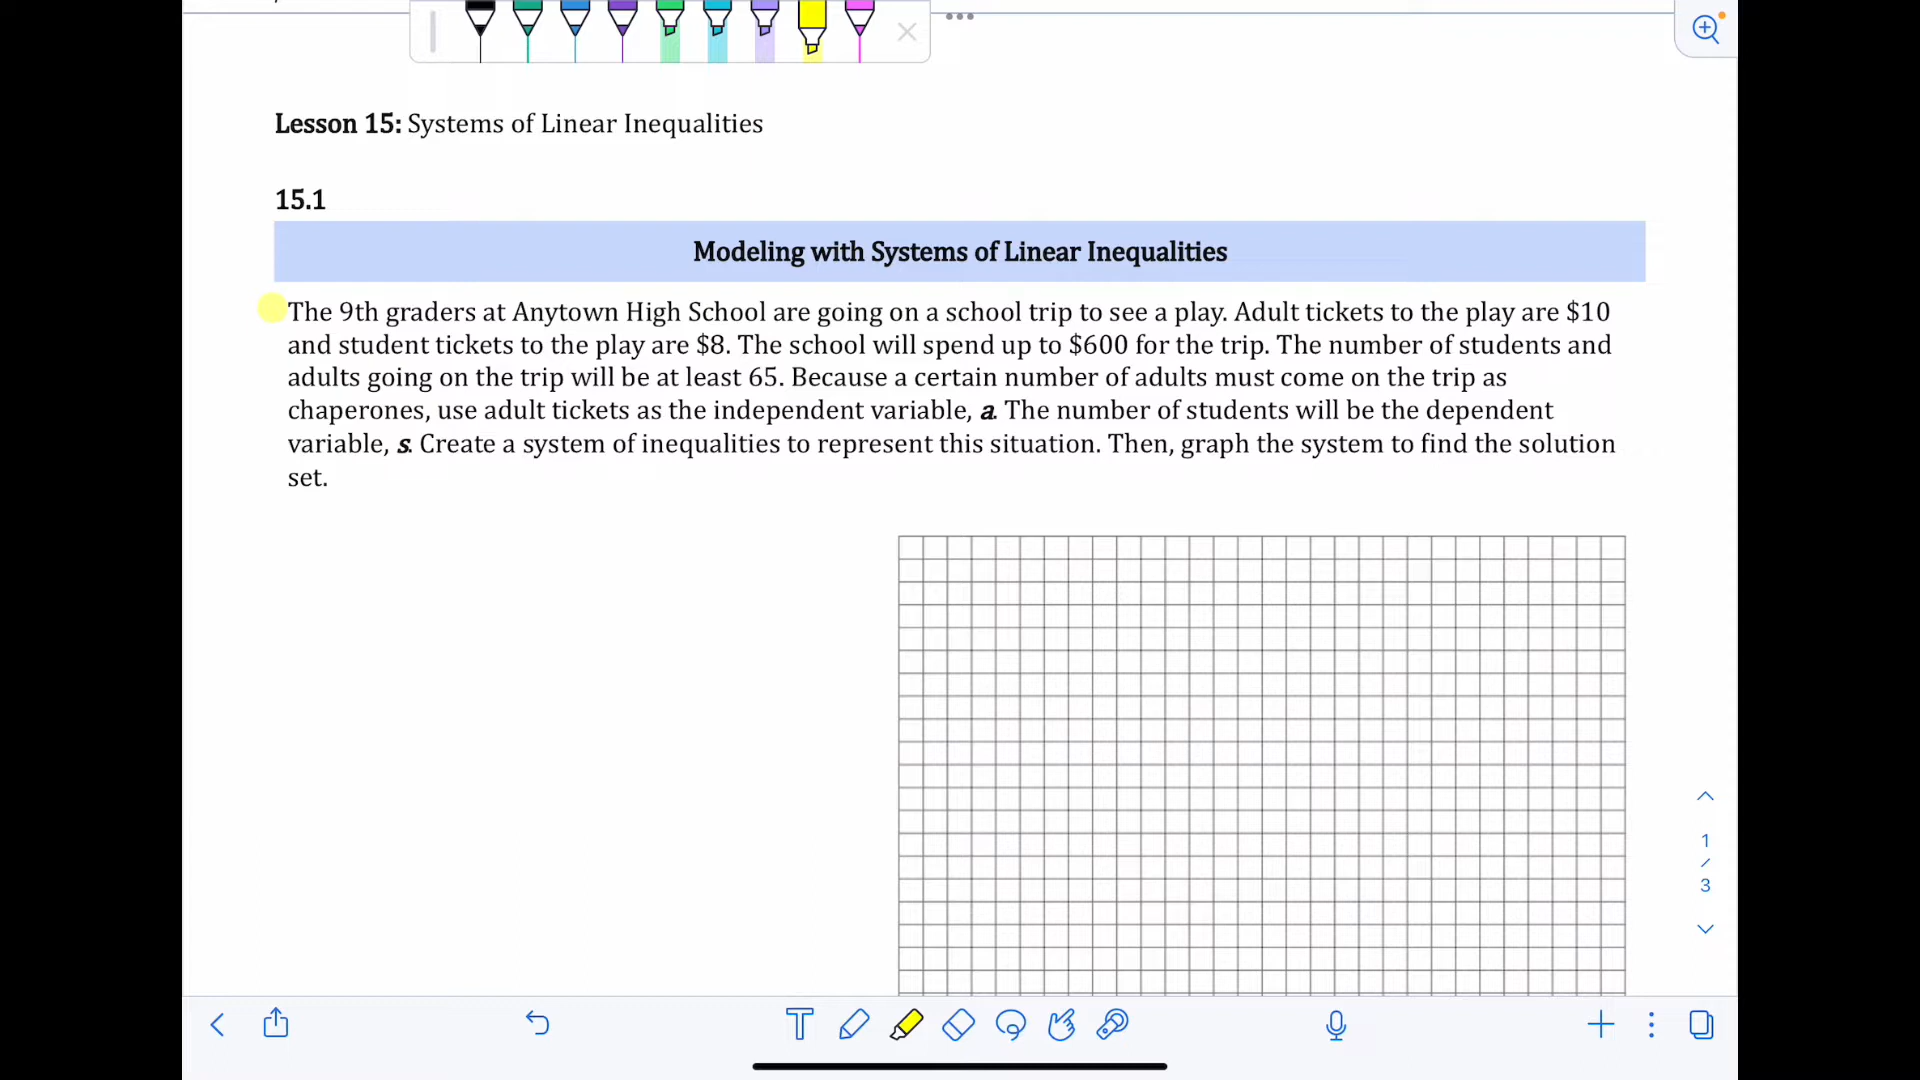 Lesson 15: Systems of Linear Inequalities
15.1
Modeling with Systems of Linear Inequalities
The 9th graders at Anytown High School are going on a school trip to see a play. Adult tickets to the play are $10
and student tickets to the play are $8. The school will spend up to $600 for the trip. The number of students and
adults going on the trip will be at least 65. Because a certain number of adults must come on the trip as
chaperones, use adult tickets as the independent variable, a. The number of students will be the dependent
variable, s. Create a system of inequalities to represent this situation. Then, graph the system to find the solution
set.
1
/
3